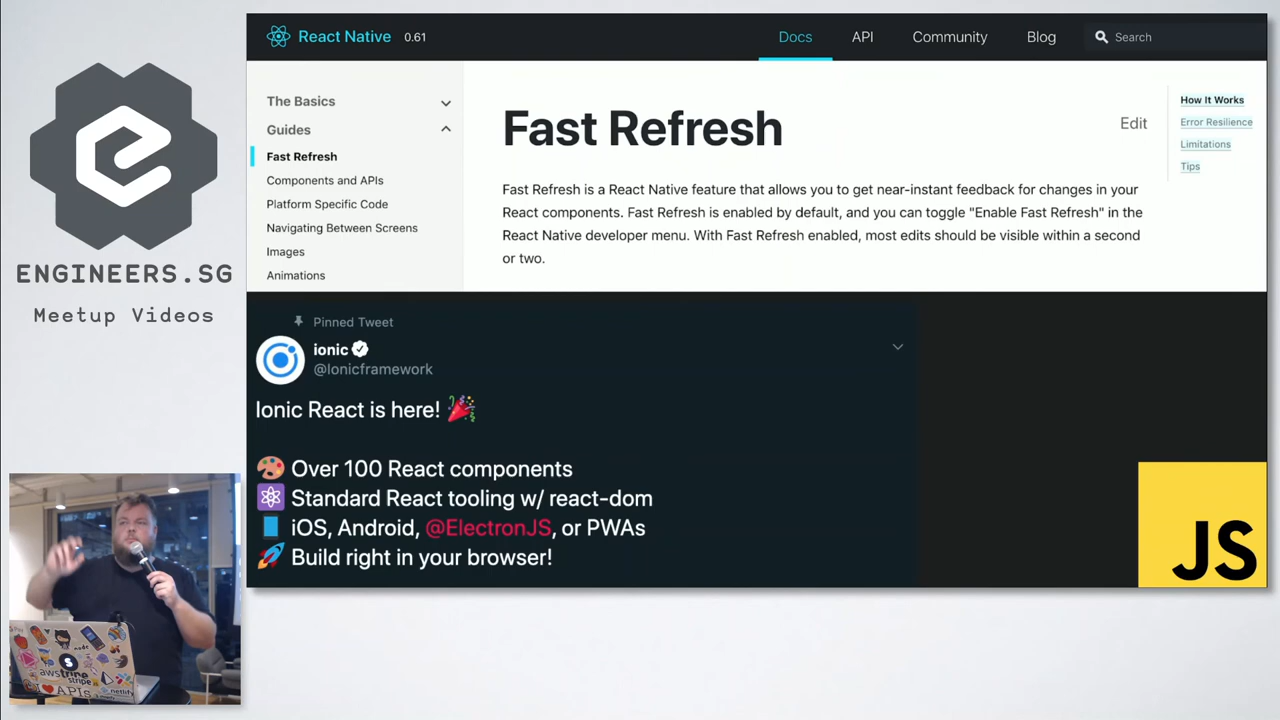 React Native 0.61 Docs API Community Blog Search
The Basics
Guides
Fast Refresh
Components and APIs
Platform Specific Code
Navigating Between Screens
Images
Animations
Fast Refresh
Edit
Fast Refresh is a React Native feature that allows you to get near-instant feedback for changes in your
React components. Fast Refresh is enabled by default, and you can toggle "Enable Fast Refresh" in the
React Native developer menu. With Fast Refresh enabled, most edits should be visible within a second
or two.
How It Works
Error Resilience
Limitations
Tips
ENGINEERS.SG
Meetup Videos
Pinned Tweet
ionic
@Ionicframework
Ionic React is here! 🎉
🎨 Over 100 React components
⚛️ Standard React tooling w/ react-dom
📱 iOS, Android, @ElectronJS, or PWAs
🚀 Build right in your browser!
JS
node
aws
stripe
stripe
S
I ❤ APIs
netlify